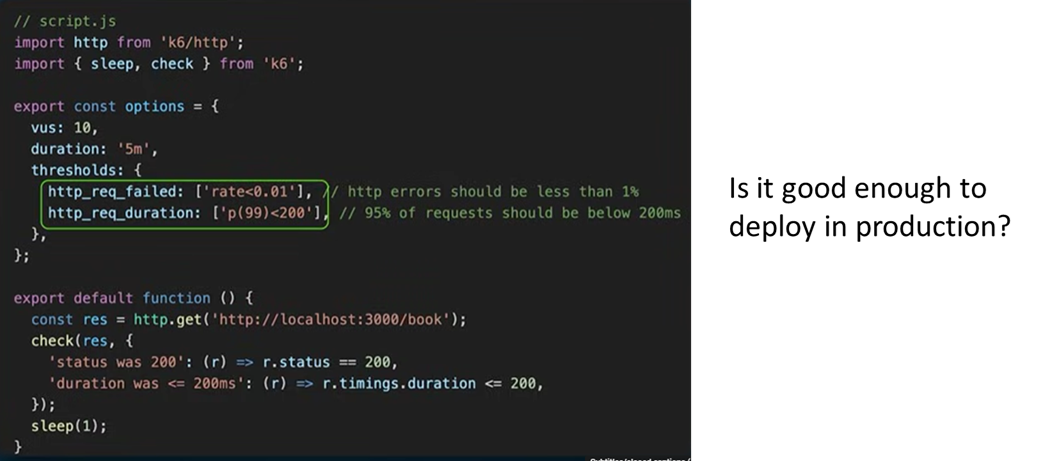 // script.js
import http from 'k6/http';
import { sleep, check } from 'k6';
export const options = {
vus: 10,
duration: '5m',
thresholds: {
http_req_failed: ['rate<0.01'], // http errors should be less than 1%
http_req_duration: ['p(99)<200'], // 95% of requests should be below 200ms
},
};
export default function () {
const res = http.get('http://localhost:3000/book');
check(res, {
'status was 200': (r) => r.status == 200,
'duration was <= 200ms': (r) => r.timings.duration <= 200,
});
sleep(1);
}
Is it good enough to
deploy in production?